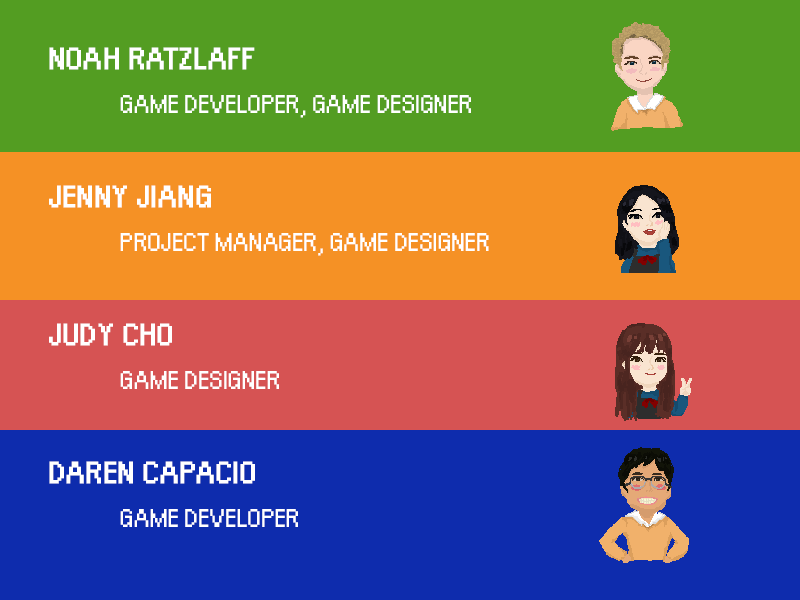 NOAH RATZLAFF
GAME DEVELOPER, GAME DESIGNER
JENNY JIANG
PROJECT MANAGER, GAME DESIGNER
JUDY CHO
GAME DESIGNER
DAREN CAPACIO
GAME DEVELOPER